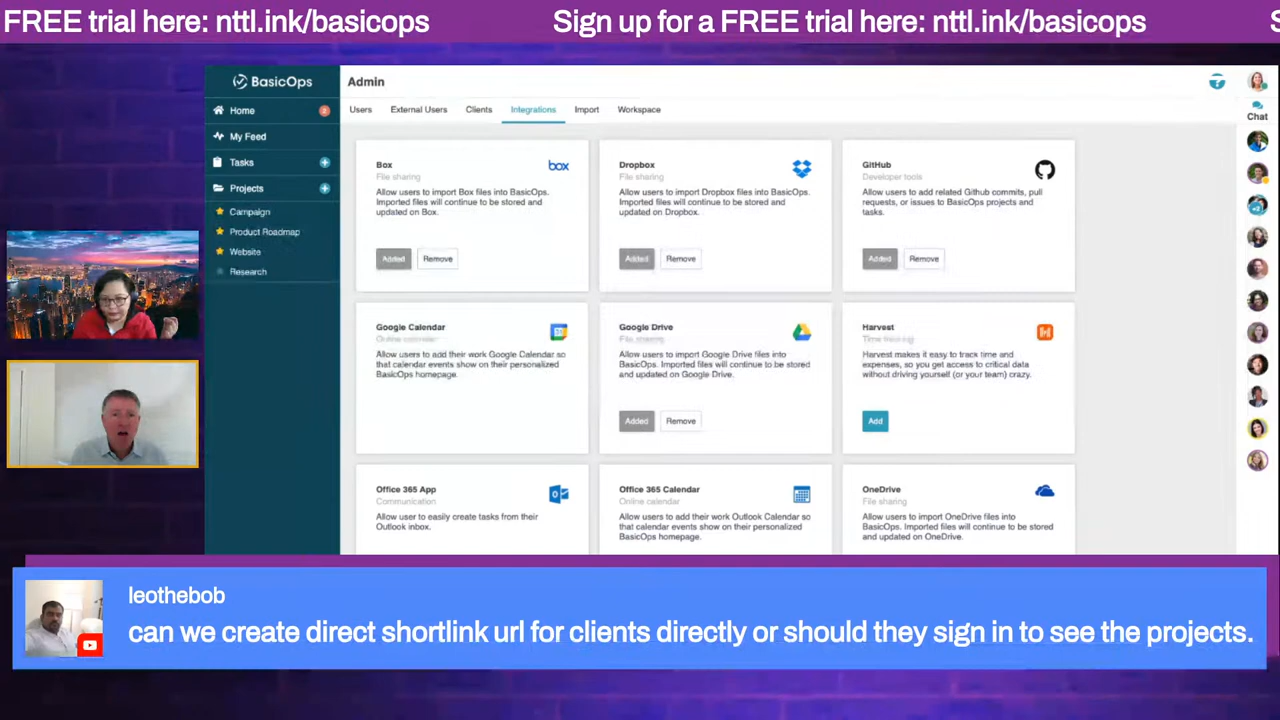 FREE trial here: nttl.ink/basicops
Sign up for a FREE trial here: nttl.ink/basicops
S
BasicOps
Admin
Chat
Home
2
My Feed
Tasks
Projects
Campaign
Product Roadmap
Website
Research
Users
External Users
Clients
Integrations
Import
Workspace
Box
box
File sharing
Allow users to import Box files into BasicOps.
Imported files will continue to be stored and
updated on Box.
Added
Remove
Dropbox
File sharing
Allow users to import Dropbox files into BasicOps.
Imported files will continue to be stored and
updated on Dropbox.
Added
Remove
GitHub
Developer tools
Allow users to add related Github commits, pull
requests, or issues to BasicOps projects and
tasks.
Added
Remove
Google Calendar
Online calendar
Allow users to add their work Google Calendar so
that calendar events show on their personalized
BasicOps homepage.
Google Drive
File sharing
Allow users to import Google Drive files into
BasicOps. Imported files will continue to be stored
and updated on Google Drive.
Added
Remove
Harvest
Time tracking
Harvest makes it easy to track time and
expenses, so you get access to critical data
without driving yourself (or your team) crazy.
Add
Office 365 App
Communication
Allow user to easily create tasks from their
Outlook inbox.
Office 365 Calendar
Online calendar
Allow users to add their work Outlook Calendar so
that calendar events show on their personalized
BasicOps homepage.
OneDrive
File sharing
Allow users to import OneDrive files into
BasicOps. Imported files will continue to be stored
and updated on OneDrive.
leothebob
can we create direct shortlink url for clients directly or should they sign in to see the projects.